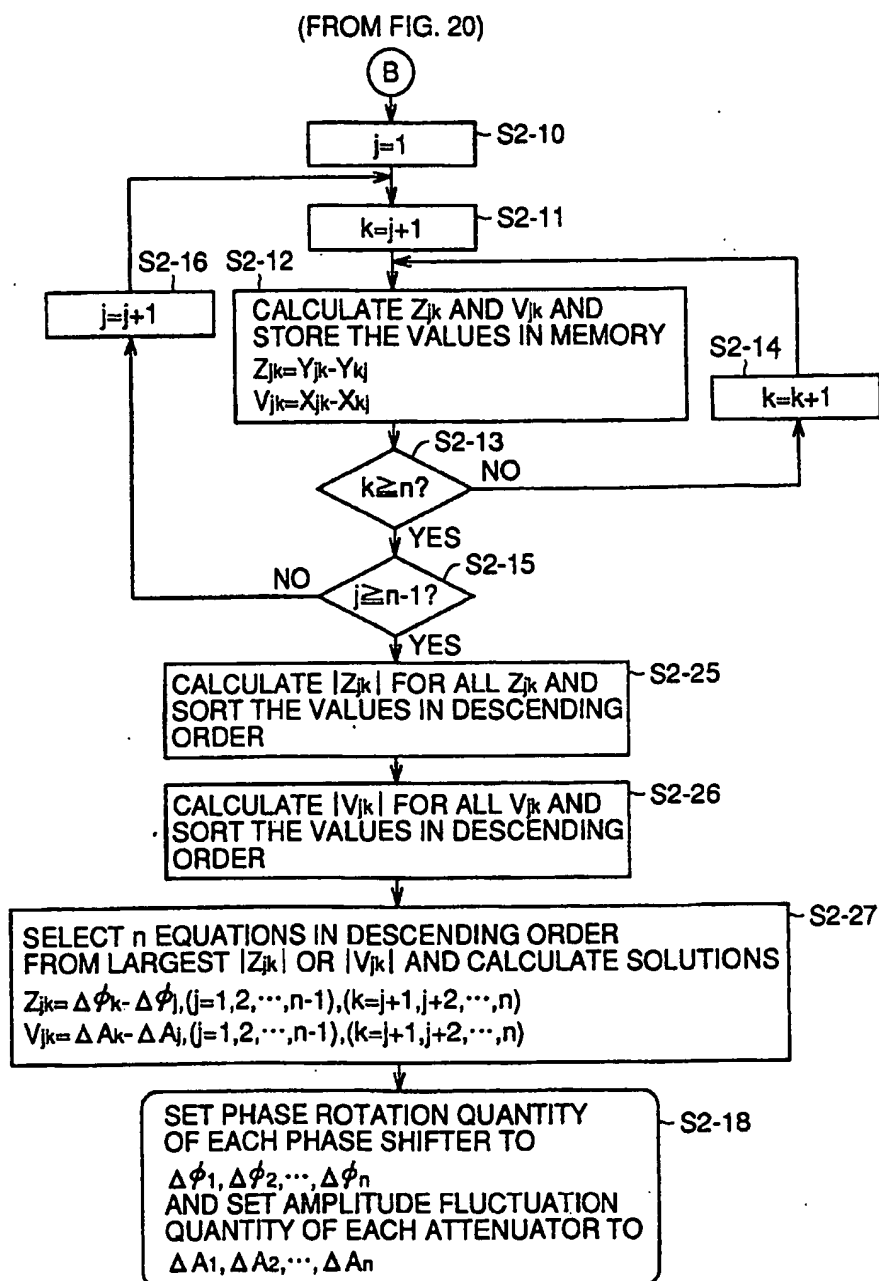 (FROM FIG. 20)
B
j=1
S2-10
k=j+1
S2-11
S2-16
j=j+1
S2-12
CALCULATE Zjk AND Vjk AND
STORE THE VALUES IN MEMORY
Zjk=Yjk-Ykj
Vjk=Xjk-Xkj
S2-14
k=k+1
S2-13
k≧n?
NO
YES
S2-15
j≧n-1?
NO
YES
CALCULATE |Zjk| FOR ALL Zjk AND
SORT THE VALUES IN DESCENDING
ORDER
S2-25
CALCULATE |Vjk| FOR ALL Vjk AND
SORT THE VALUES IN DESCENDING
ORDER
S2-26
S2-27
SELECT n EQUATIONS IN DESCENDING ORDER
FROM LARGEST |Zjk| OR |Vjk| AND CALCULATE SOLUTIONS
Zjk=Δϕk-Δϕj,(j=1,2,···,n-1),(k=j+1,j+2,···,n)
Vjk=ΔAk-ΔAj,(j=1,2,···,n-1),(k=j+1,j+2,···,n)
SET PHASE ROTATION QUANTITY
OF EACH PHASE SHIFTER TO
Δϕ1,Δϕ2,···,Δϕn
AND SET AMPLITUDE FLUCTUATION
QUANTITY OF EACH ATTENUATOR TO
ΔA1,ΔA2,···,ΔAn
S2-18